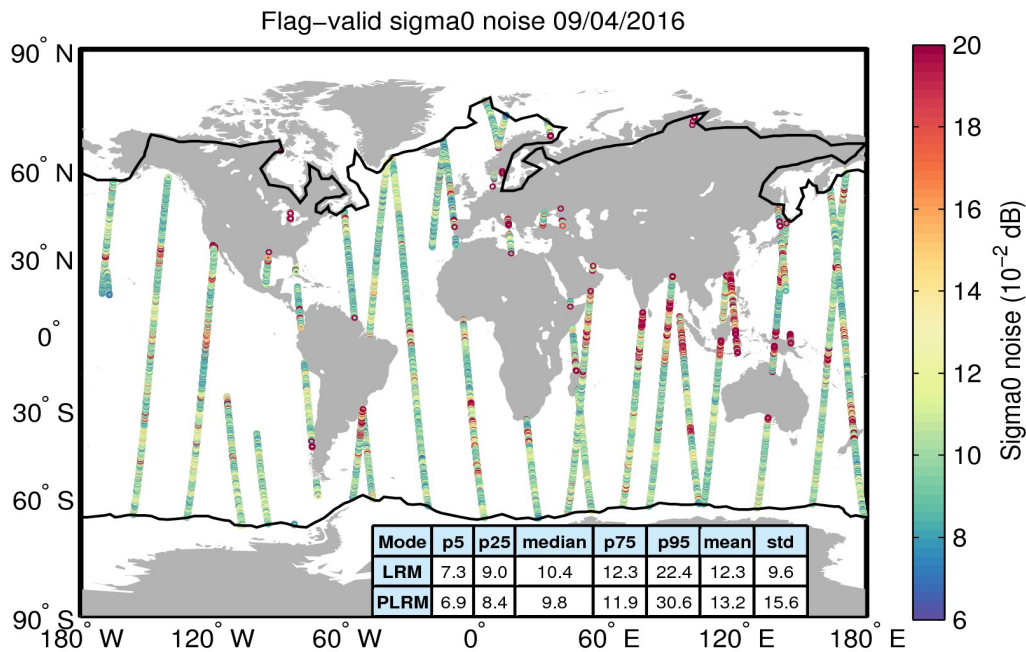 Flag−valid sigma0 noise 09/04/2016
90° N
60° N
30° N
0°
30° S
60° S
90° S
180° W
120° W
60° W
0°
60° E
120° E
180° E
Mode p5 p25 median p75 p95 mean std
LRM 7.3 9.0 10.4 12.3 22.4 12.3 9.6
PLRM 6.9 8.4 9.8 11.9 30.6 13.2 15.6
20
18
16
14
12
10
8
6
Sigma0 noise (10⁻² dB)